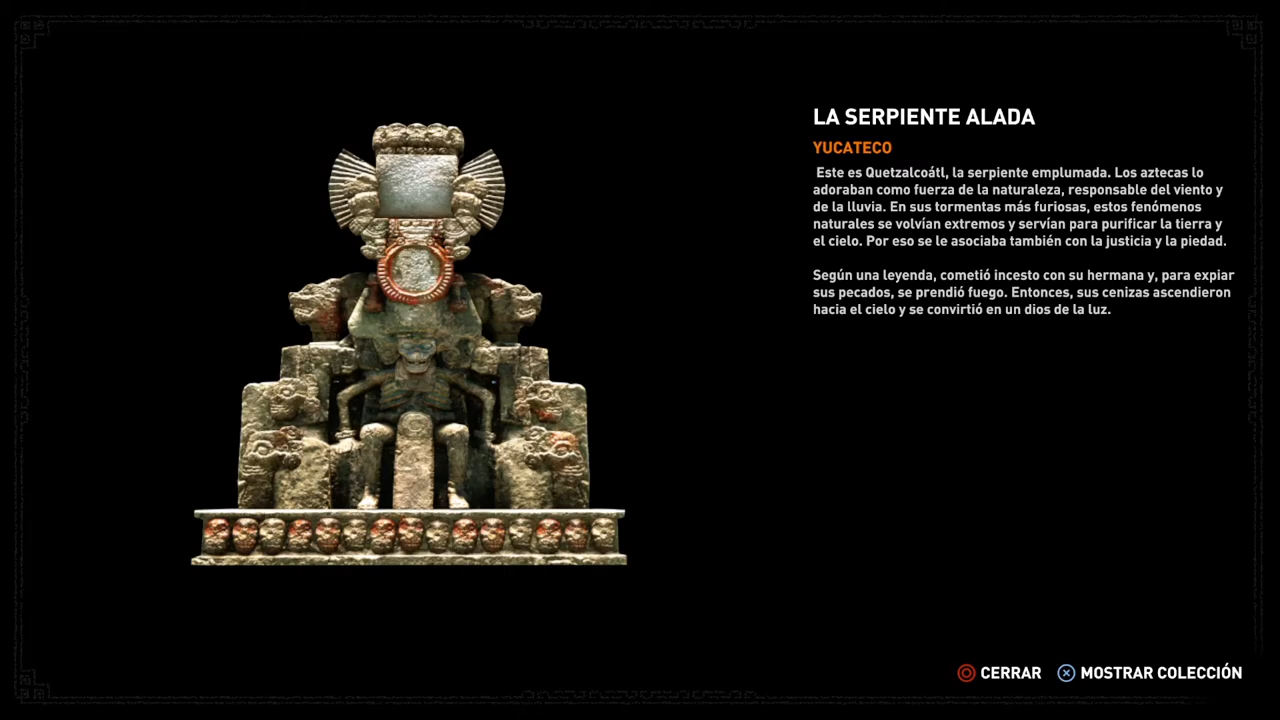 LA SERPIENTE ALADA
YUCATECO
Este es Quetzalcoátl, la serpiente emplumada. Los aztecas lo
adoraban como fuerza de la naturaleza, responsable del viento y
de la lluvia. En sus tormentas más furiosas, estos fenómenos
naturales se volvían extremos y servían para purificar la tierra y
el cielo. Por eso se le asociaba también con la justicia y la piedad.
Según una leyenda, cometió incesto con su hermana y, para expiar
sus pecados, se prendió fuego. Entonces, sus cenizas ascendieron
hacia el cielo y se convirtió en un dios de la luz.
CERRAR MOSTRAR COLECCIÓN